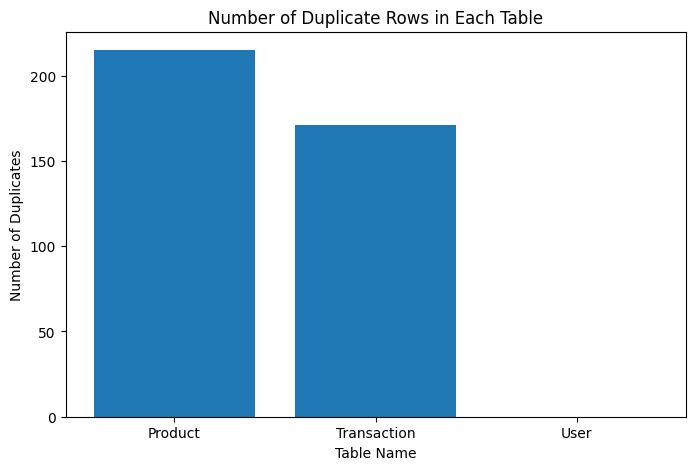 Number of Duplicate Rows in Each Table
Number of Duplicates
200
150
100
50
0
Product Transaction User
Table Name